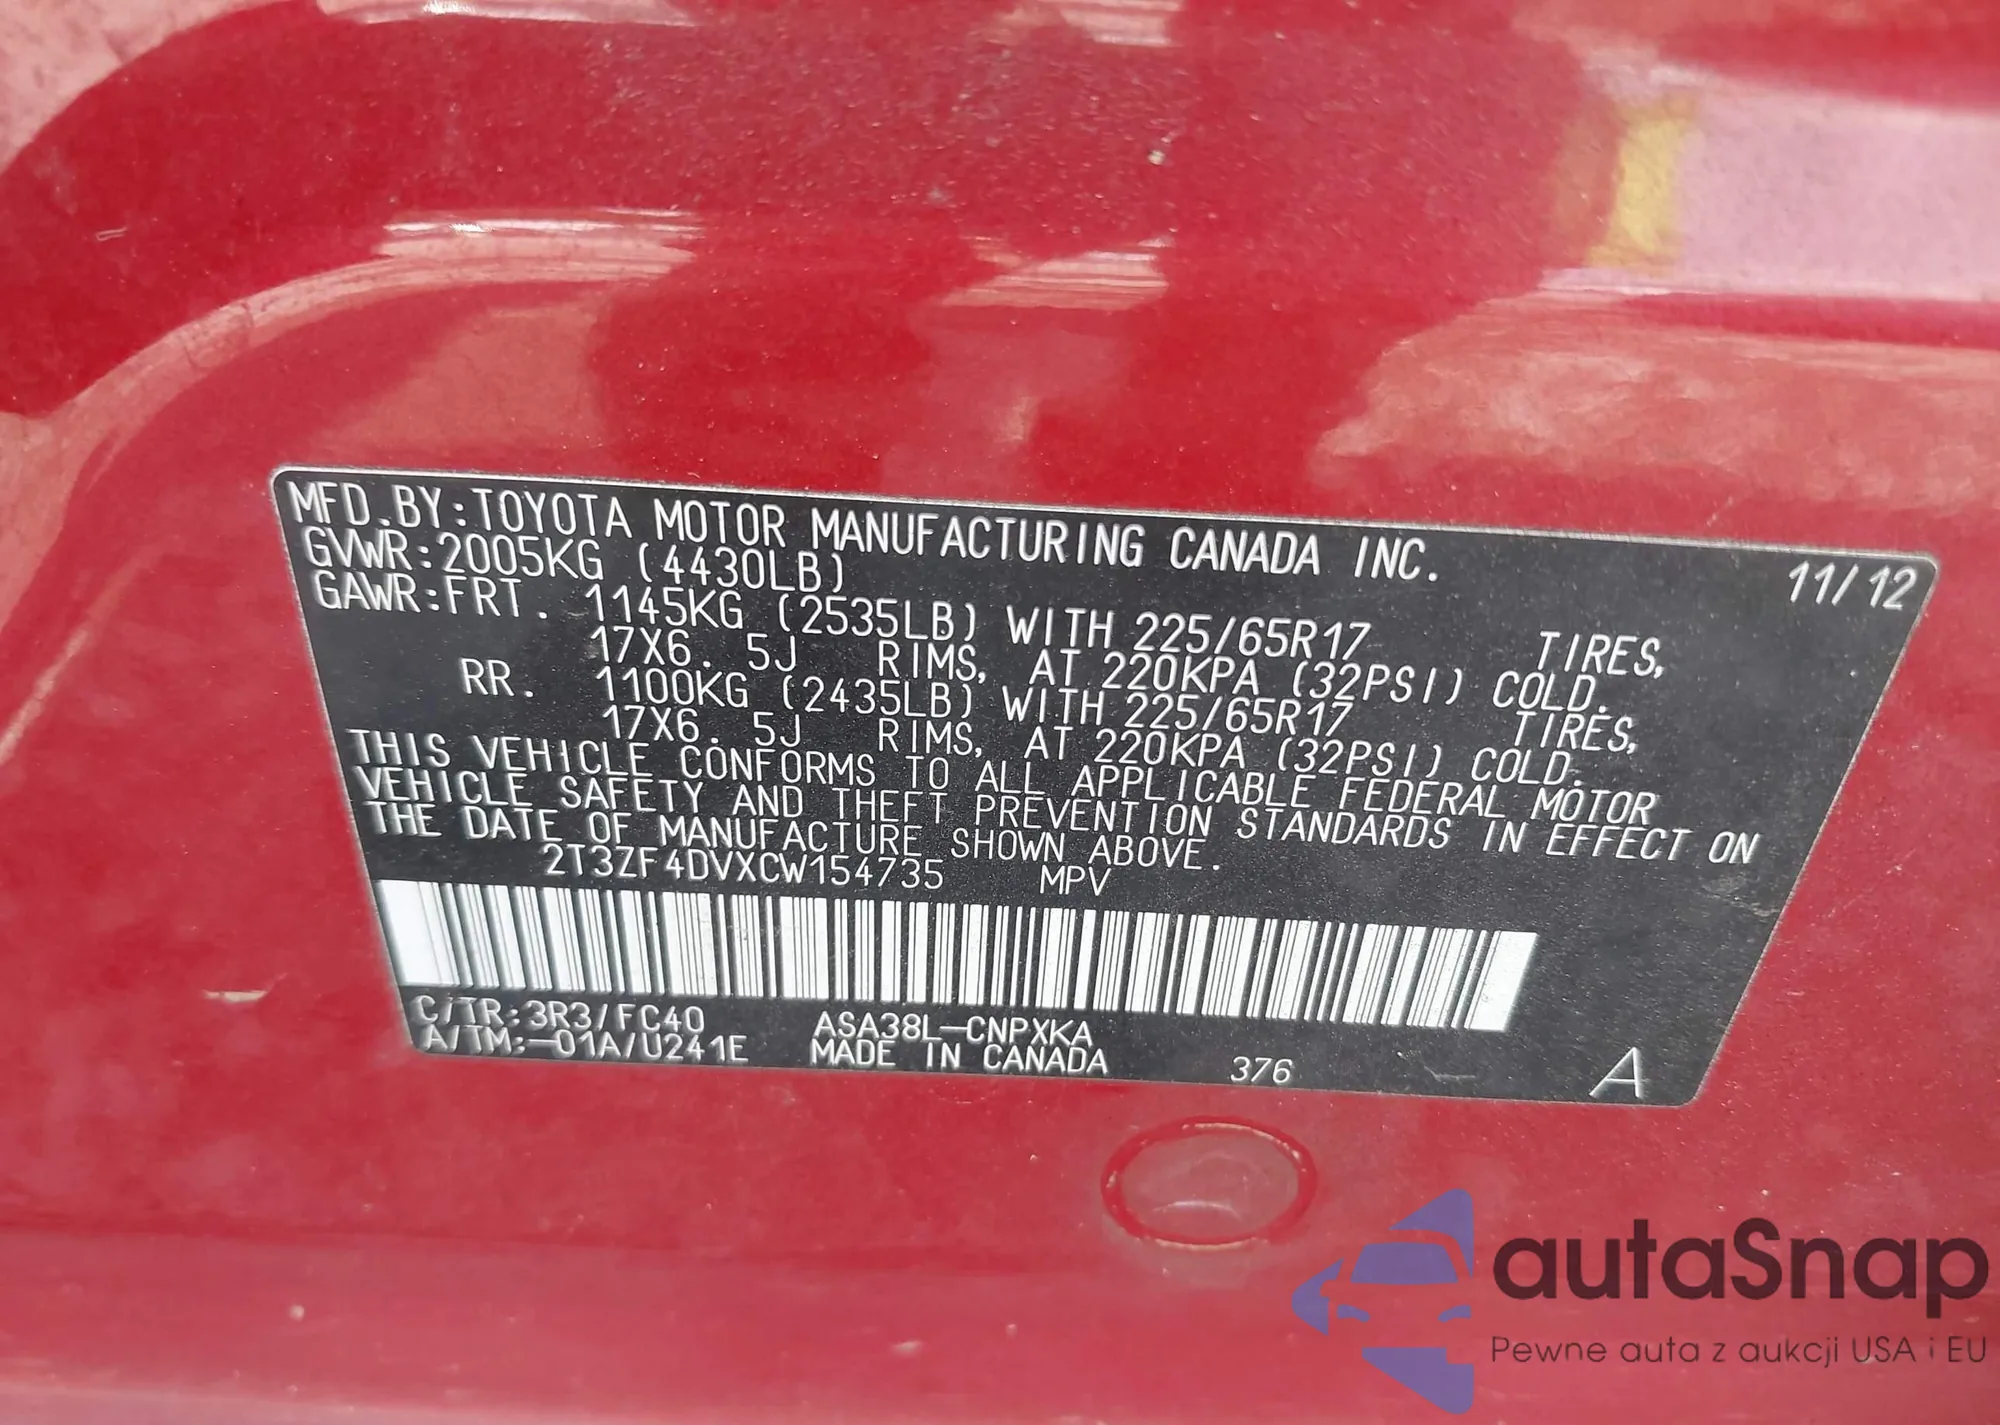 MFD.BY:TOYOTA MOTOR MANUFACTURING CANADA INC. 11/12
GVWR:2005KG (4430LB)
GAWR:FRT. 1145KG (2535LB) WITH 225/65R17 TIRES,
17X6.5J RIMS, AT 220KPA (32PSI) COLD.
RR. 1100KG (2435LB) WITH 225/65R17 TIRES,
17X6.5J RIMS, AT 220KPA (32PSI) COLD.
THIS VEHICLE CONFORMS TO ALL APPLICABLE FEDERAL MOTOR
VEHICLE SAFETY AND THEFT PREVENTION STANDARDS IN EFFECT ON
THE DATE OF MANUFACTURE SHOWN ABOVE.
2T3ZF4DVXCW154735 MPV
C/TR:3R3/FC40 ASA38L-CNPXKA
A/TM:-01A/U241E MADE IN CANADA 376 A
autaSnap
Pewne auta z aukcji USA i EU